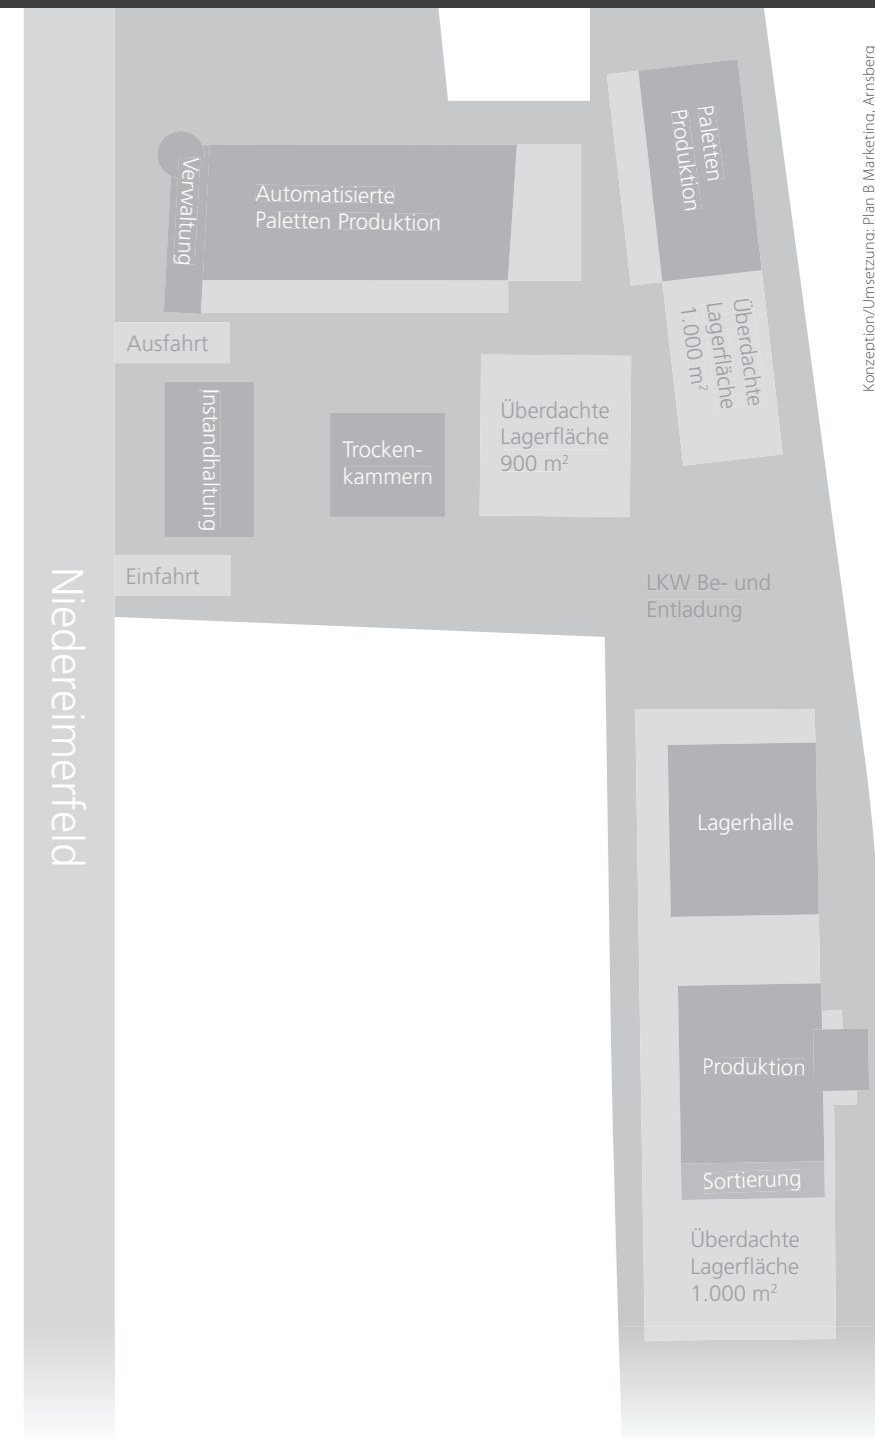 Konzeption/Umsetzung: Plan B Marketing, Arnsberg
Paletten
Produktion
Verwaltung
Automatisierte
Paletten Produktion
Überdachte
Lagerfläche
1.000 m²
Ausfahrt
Instandhaltung
Trocken-
kammern
Überdachte
Lagerfläche
900 m²
Einfahrt
LKW Be- und
Entladung
Niedereimerfeld
Lagerhalle
Produktion
Sortierung
Überdachte
Lagerfläche
1.000 m²